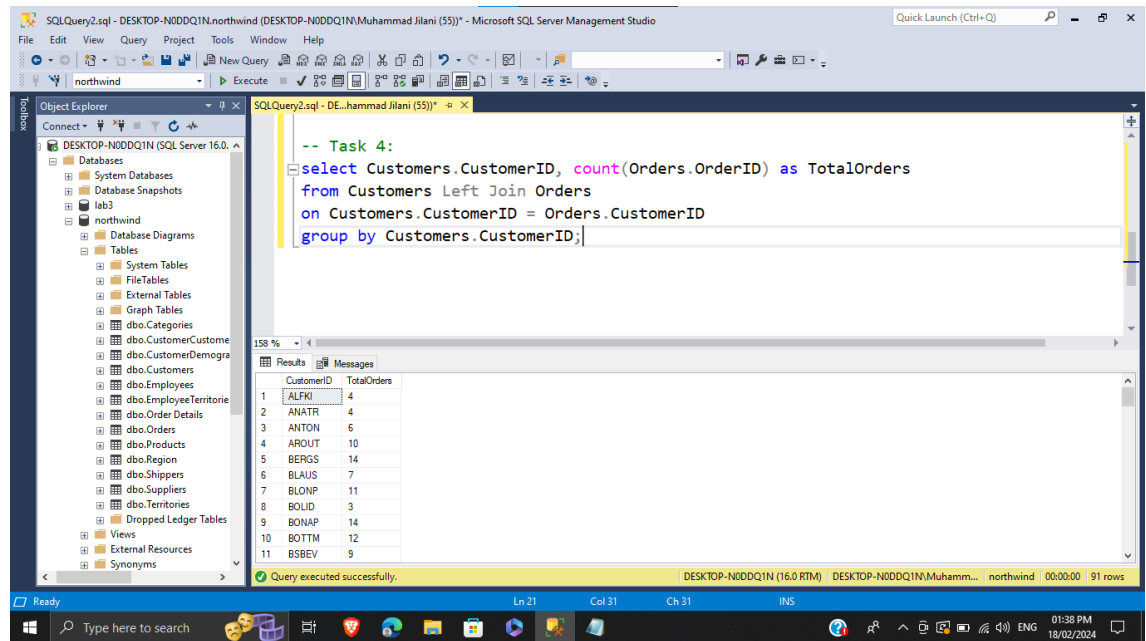 SQLQuery2.sql - DESKTOP-N0DDQ1N.northwind (DESKTOP-N0DDQ1N\Muhammad Jilani (55))* - Microsoft SQL Server Management Studio
Quick Launch (Ctrl+Q)
File Edit View Query Project Tools Window Help
New Query
northwind
Execute
Toolbox
Object Explorer
SQLQuery2.sql - DE...hammad Jilani (55))*
Connect
DESKTOP-N0DDQ1N (SQL Server 16.0.
Databases
System Databases
Database Snapshots
lab3
northwind
Database Diagrams
Tables
System Tables
FileTables
External Tables
Graph Tables
dbo.Categories
dbo.CustomerCustome
dbo.CustomerDemogra
dbo.Customers
dbo.Employees
dbo.EmployeeTerritorie
dbo.Order Details
dbo.Orders
dbo.Products
dbo.Region
dbo.Shippers
dbo.Suppliers
dbo.Territories
Dropped Ledger Tables
Views
External Resources
Synonyms
-- Task 4:
select Customers.CustomerID, count(Orders.OrderID) as TotalOrders
from Customers Left Join Orders
on Customers.CustomerID = Orders.CustomerID
group by Customers.CustomerID;
158 %
Results Messages
CustomerID TotalOrders
1 ALFKI 4
2 ANATR 4
3 ANTON 6
4 AROUT 10
5 BERGS 14
6 BLAUS 7
7 BLONP 11
8 BOLID 3
9 BONAP 14
10 BOTTM 12
11 BSBEV 9
Query executed successfully.
DESKTOP-N0DDQ1N (16.0 RTM) DESKTOP-N0DDQ1N\Muhamm... northwind 00:00:00 91 rows
Ready Ln 21 Col 31 Ch 31 INS
Type here to search
ENG
01:38 PM
18/02/2024